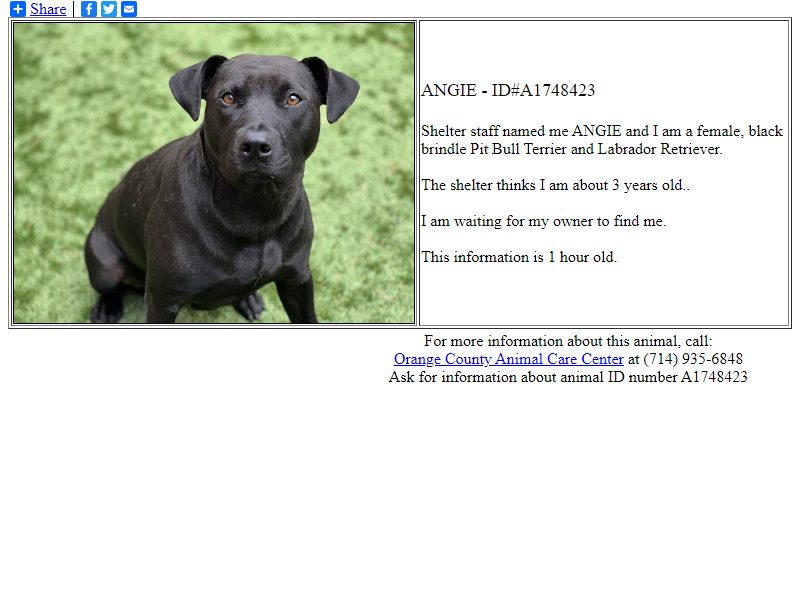 Share |
ANGIE - ID#A1748423
Shelter staff named me ANGIE and I am a female, black
brindle Pit Bull Terrier and Labrador Retriever.
The shelter thinks I am about 3 years old..
I am waiting for my owner to find me.
This information is 1 hour old.
For more information about this animal, call:
Orange County Animal Care Center at (714) 935-6848
Ask for information about animal ID number A1748423